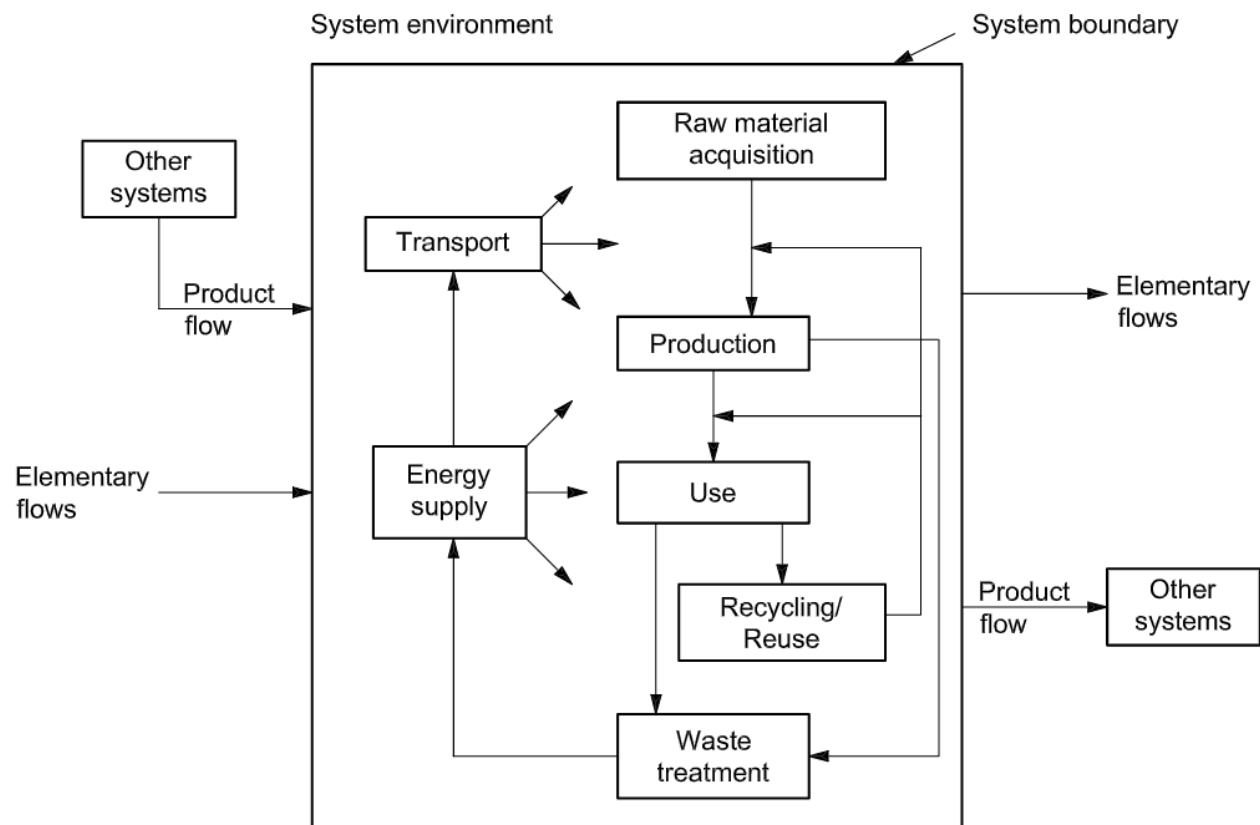 System environment
System boundary
Raw material
acquisition
Other
systems
Transport
Product
flow
Elementary
flows
Production
Elementary
flows
Energy
supply
Use
Product
flow
Other
systems
Recycling/
Reuse
Waste
treatment